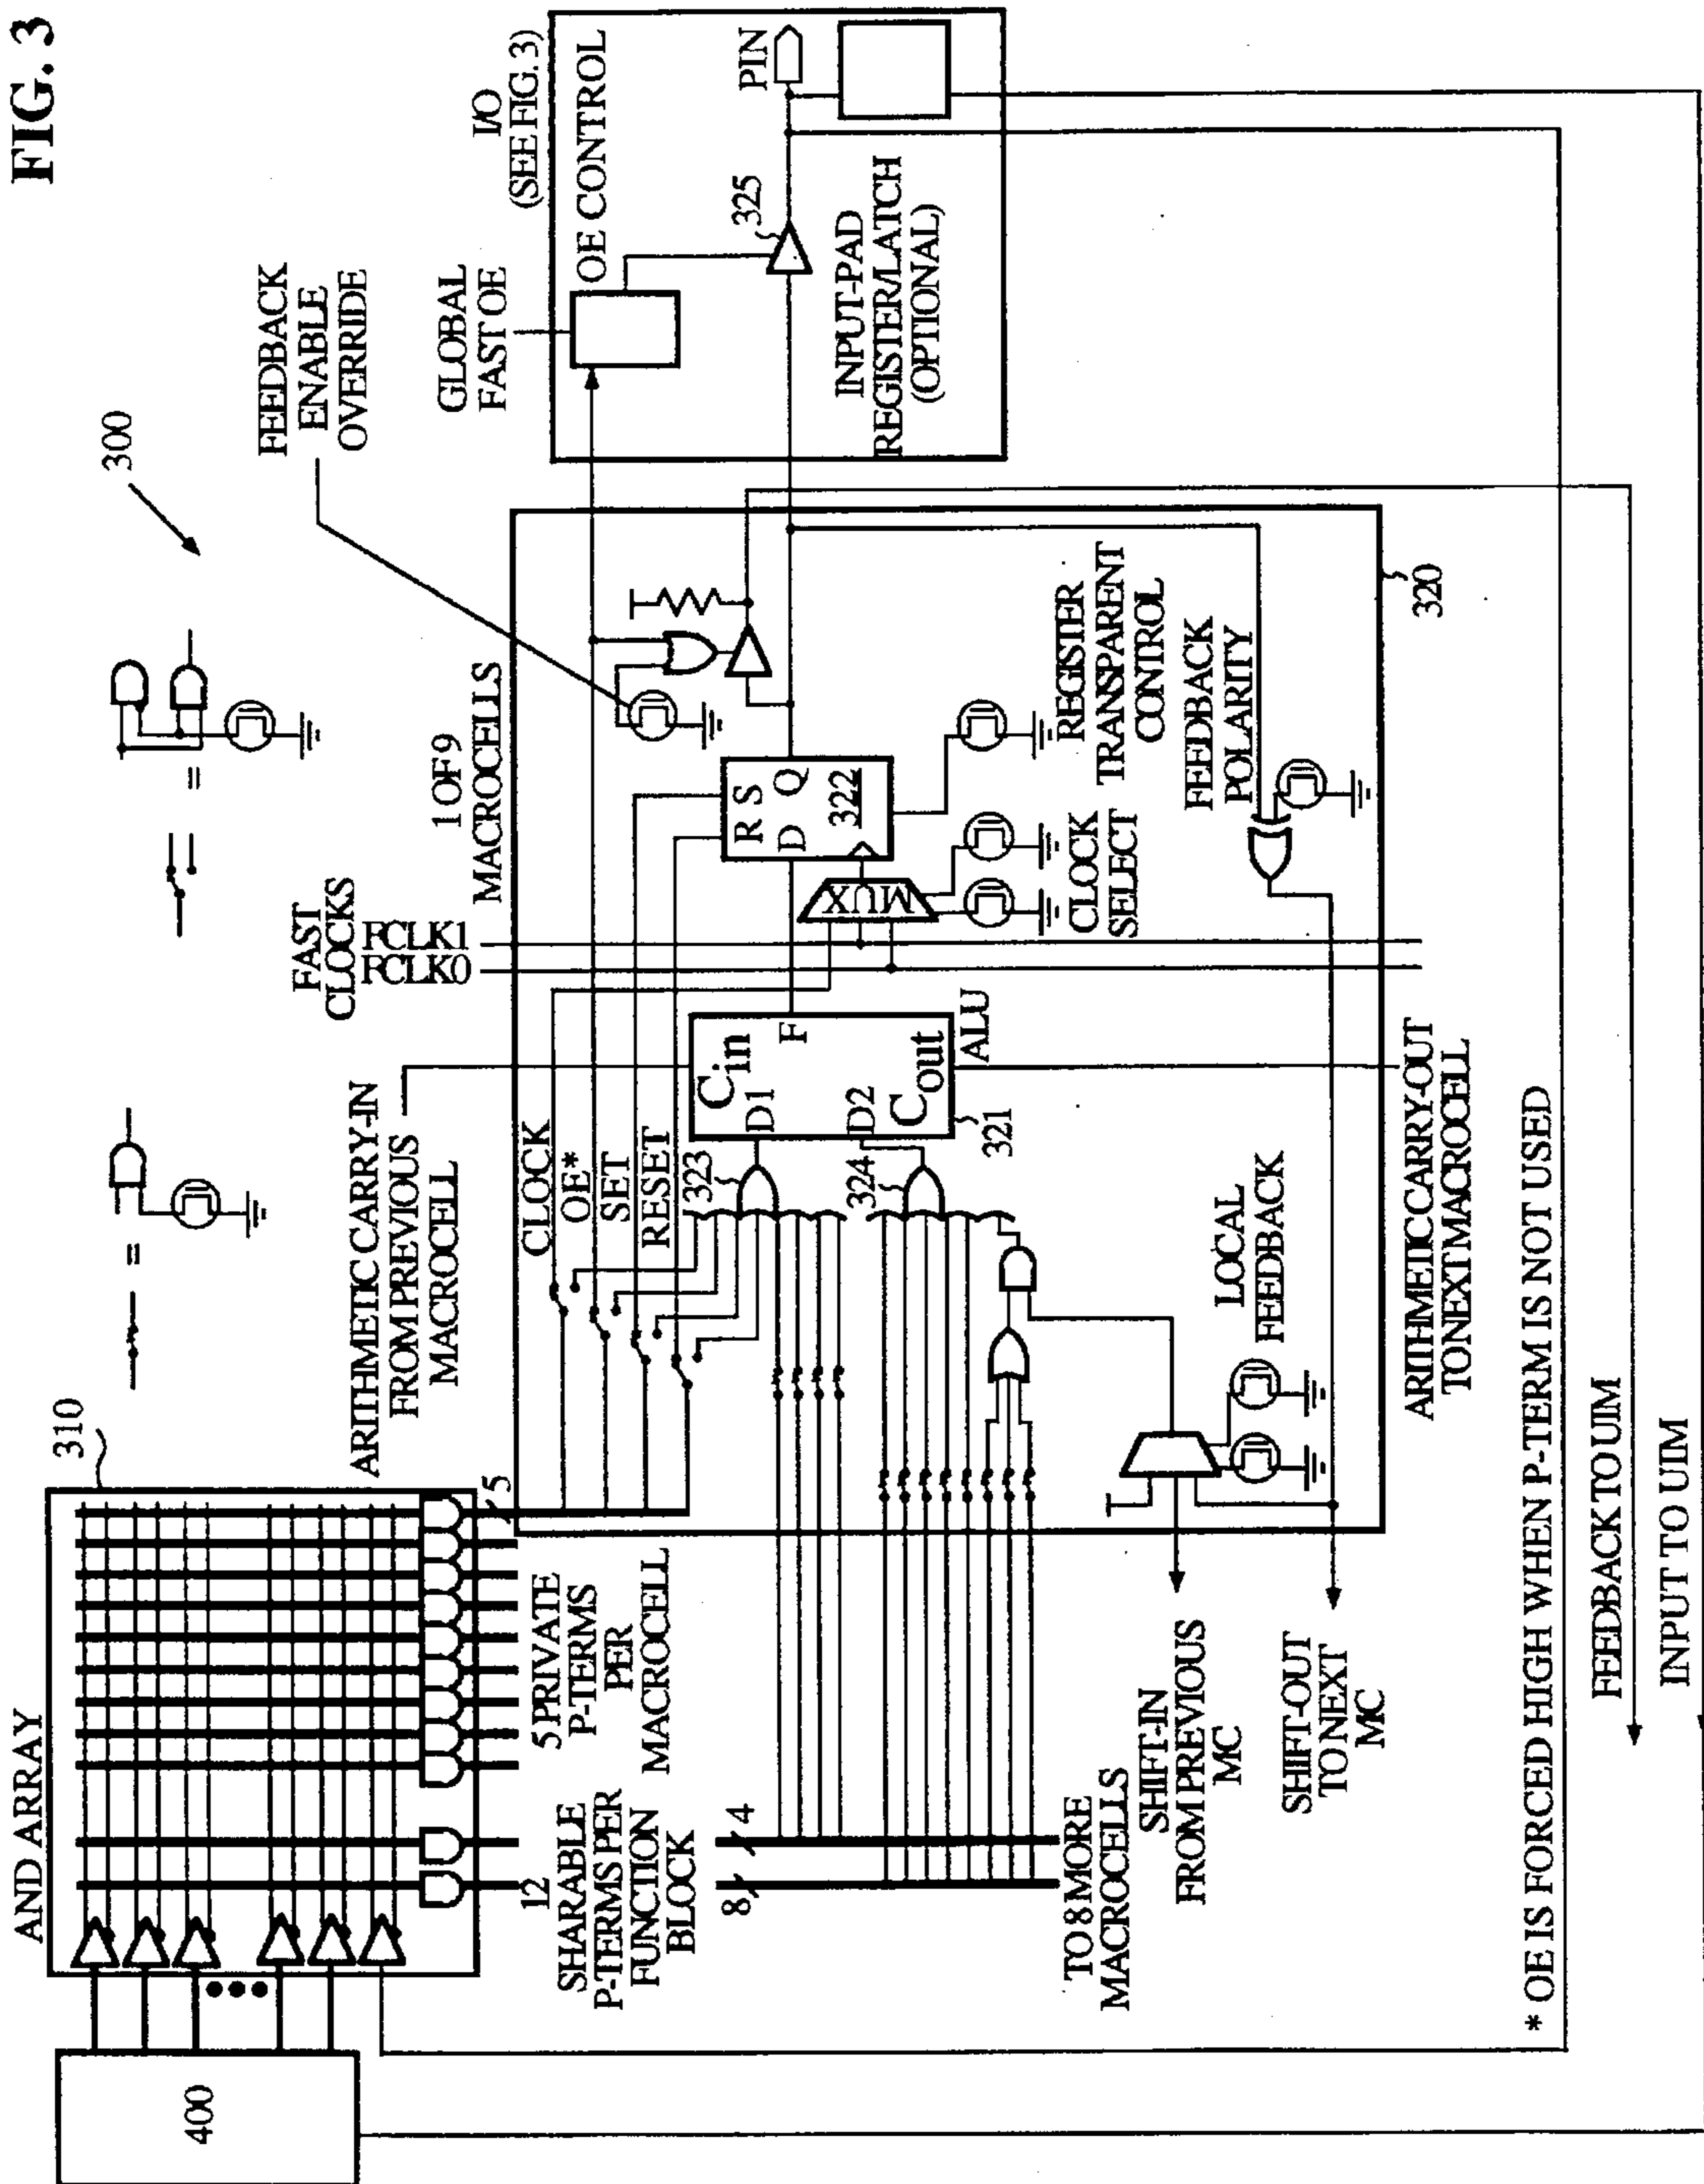 FIG. 3
AND ARRAY
310
400
300
=
=
ARITHMETIC CARRY-IN
FROM PREVIOUS
MACROCELL
FAST
CLOCKS
FCLK1
FCLK0
1 OF 9
MACROCELLS
FEEDBACK
ENABLE
OVERRIDE
GLOBAL
FAST OE
I/O
(SEE FIG. 3)
OE CONTROL
325
PIN
INPUT-PAD
REGISTER/LATCH
(OPTIONAL)
5
5 PRIVATE
P-TERMS
PER
MACROCELL
12
SHARABLE
P-TERMS PER
FUNCTION
BLOCK
8
4
TO 8 MORE
MACROCELLS
CLOCK
OE*
SET
RESET
323
324
Cin
D1
F
D2
Cout
321
ALU
R S
D Q
322
MUX
CLOCK
SELECT
REGISTER
TRANSPARENT
CONTROL
FEEDBACK
POLARITY
320
LOCAL
FEEDBACK
SHIFT-IN
FROM PREVIOUS
MC
SHIFT-OUT
TO NEXT
MC
ARITHMETIC CARRY-OUT
TO NEXT MACROCELL
* OE IS FORCED HIGH WHEN P-TERM IS NOT USED
FEEDBACK TO UIM
INPUT TO UIM